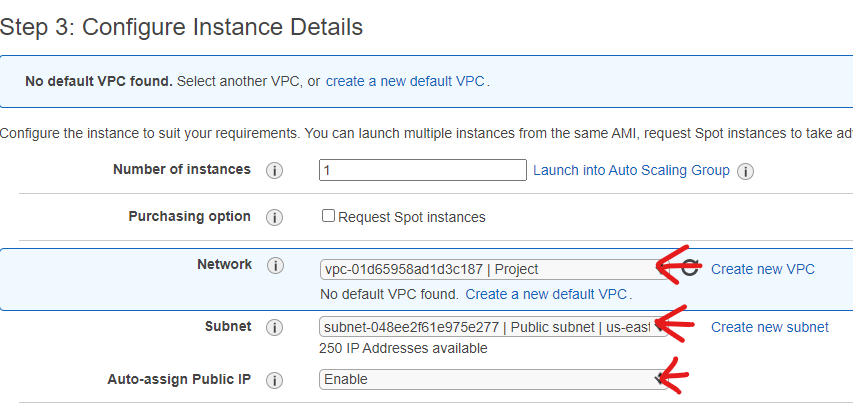 Step 3: Configure Instance Details
No default VPC found. Select another VPC, or create a new default VPC.
Configure the instance to suit your requirements. You can launch multiple instances from the same AMI, request Spot instances to take ad
Number of instances i 1 Launch into Auto Scaling Group i
Purchasing option i Request Spot instances
Network i vpc-01d65958ad1d3c187 | Project Create new VPC
No default VPC found. Create a new default VPC.
Subnet i subnet-048ee2f61e975e277 | Public subnet | us-east Create new subnet
250 IP Addresses available
Auto-assign Public IP i Enable